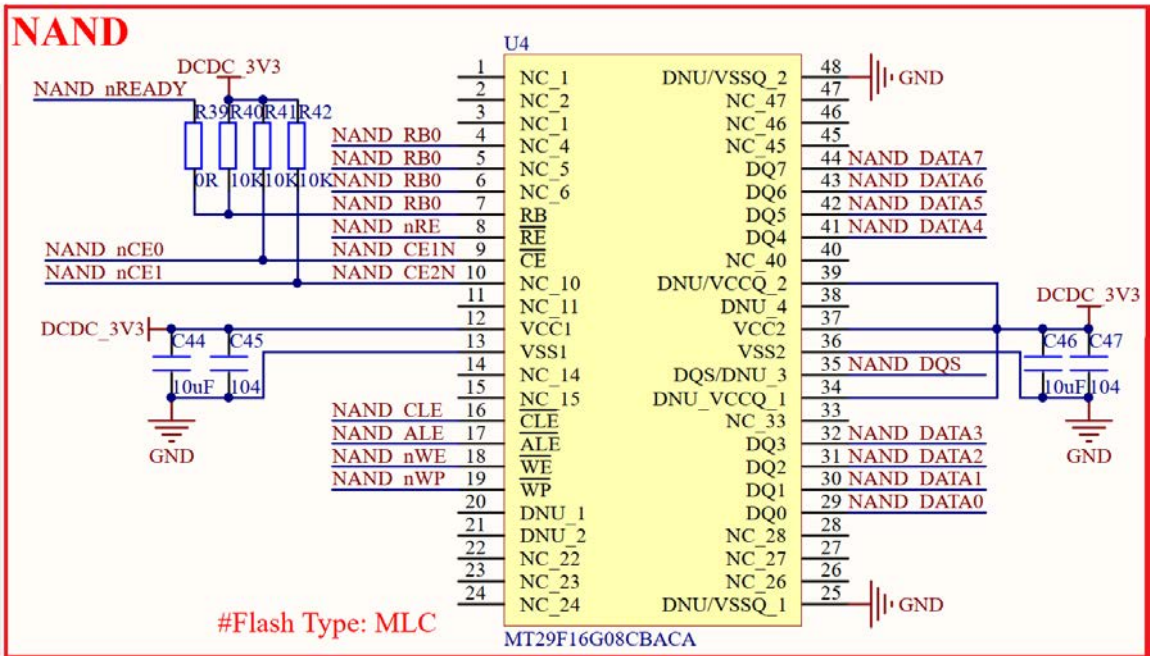 NAND
U4
DCDC_3V3
NAND_nREADY
R39 R40 R41 R42
0R 10K 10K 10K
1 NC_1 DNU/VSSQ_2 48 GND
2 NC_2 NC_47 47
3 NC_1 NC_46 46
NAND_RB0 4 NC_4 NC_45 45
NAND_RB0 5 NC_5 DQ7 44 NAND_DATA7
NAND_RB0 6 NC_6 DQ6 43 NAND_DATA6
NAND_RB0 7 RB DQ5 42 NAND_DATA5
NAND_nRE 8 RE DQ4 41 NAND_DATA4
NAND_nCE0 NAND_CE1N 9 CE NC_40 40
NAND_nCE1 NAND_CE2N 10 NC_10 DNU/VCCQ_2 39
11 NC_11 DNU_4 38
DCDC_3V3 12 VCC1 VCC2 37 DCDC_3V3
C44 C45 13 VSS1 VSS2 36 C46 C47
14 NC_14 DQS/DNU_3 35 NAND_DQS
10uF 104 15 NC_15 DNU_VCCQ_1 34 10uF 104
NAND_CLE 16 CLE NC_33 33
NAND_ALE 17 ALE DQ3 32 NAND_DATA3
GND NAND_nWE 18 WE DQ2 31 NAND_DATA2 GND
NAND_nWP 19 WP DQ1 30 NAND_DATA1
20 DNU_1 DQ0 29 NAND_DATA0
21 DNU_2 NC_28 28
22 NC_22 NC_27 27
23 NC_23 NC_26 26
24 NC_24 DNU/VSSQ_1 25 GND
#Flash Type: MLC
MT29F16G08CBACA